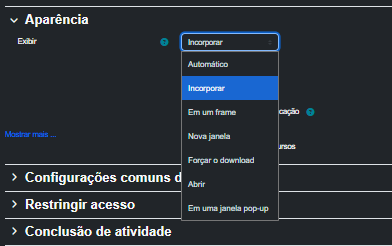 Aparência
Exibir
Incorporar
Automático
Incorporar
Em um frame
cação
Nova janela
Mostrar mais ...
ursos
Forçar o download
Configurações comuns d
Abrir
Restringir acesso
Em uma janela pop-up
Conclusão de atividade